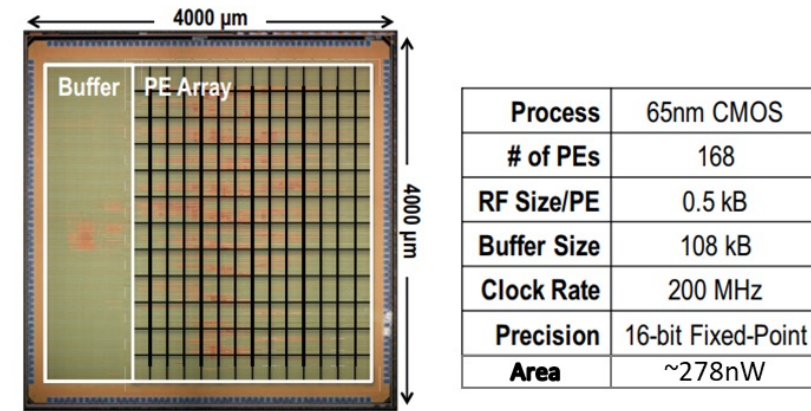 4000 µm
Buffer PE Array
4000 µm
Process 65nm CMOS
# of PEs 168
RF Size/PE 0.5 kB
Buffer Size 108 kB
Clock Rate 200 MHz
Precision 16-bit Fixed-Point
Area ~278nW